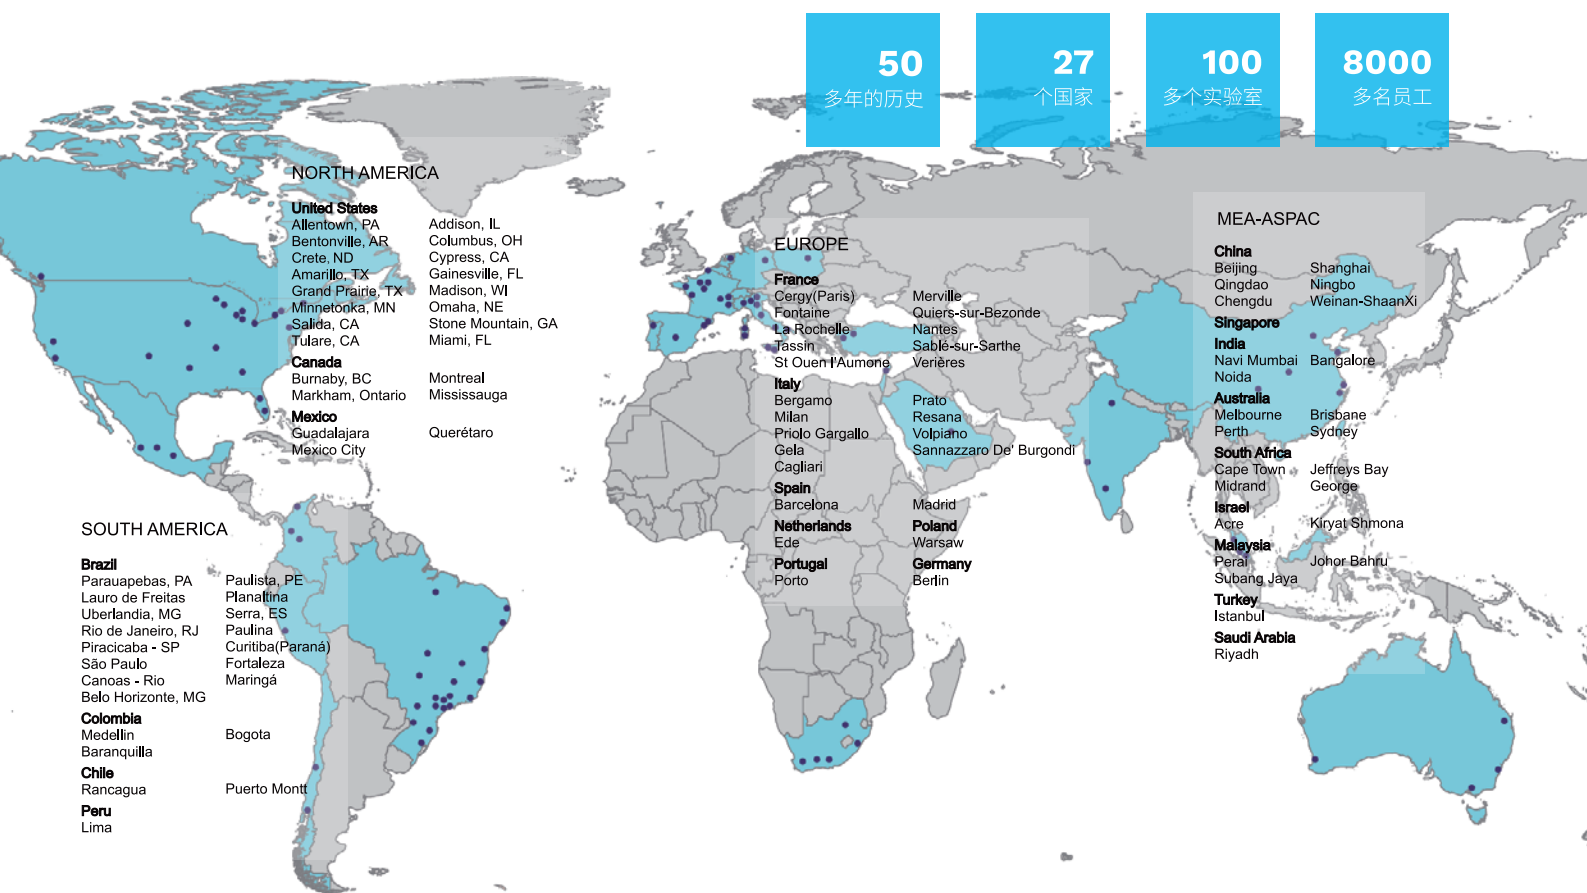 50
多年的历史
27
个国家
100
多个实验室
8000
多名员工
NORTH AMERICA
United States
Allentown, PA
Bentonville, AR
Crete, ND
Amarillo, TX
Grand Prairie, TX
Minnetonka, MN
Salida, CA
Tulare, CA
Addison, IL
Columbus, OH
Cypress, CA
Gainesville, FL
Madison, WI
Omaha, NE
Stone Mountain, GA
Miami, FL
Canada
Burnaby, BC
Markham, Ontario
Montreal
Mississauga
Mexico
Guadalajara
Mexico City
Querétaro
SOUTH AMERICA
Brazil
Parauapebas, PA
Lauro de Freitas
Uberlandia, MG
Rio de Janeiro, RJ
Piracicaba - SP
São Paulo
Canoas - Rio
Belo Horizonte, MG
Paulista, PE
Planaltina
Serra, ES
Paulina
Curitiba(Paraná)
Fortaleza
Maringá
Colombia
Medellin
Baranquilla
Bogota
Chile
Rancagua
Puerto Montt
Peru
Lima
EUROPE
France
Cergy(Paris)
Fontaine
La Rochelle
Tassin
St Ouen l'Aumone
Merville
Quiers-sur-Bezonde
Nantes
Sablé-sur-Sarthe
Verières
Italy
Bergamo
Milan
Priolo Gargallo
Gela
Cagliari
Prato
Resana
Volpiano
Sannazzaro De' Burgondi
Spain
Barcelona
Madrid
Netherlands
Ede
Poland
Warsaw
Portugal
Porto
Germany
Berlin
MEA-ASPAC
China
Beijing
Qingdao
Chengdu
Shanghai
Ningbo
Weinan-ShaanXi
Singapore
India
Navi Mumbai
Noida
Bangalore
Australia
Melbourne
Perth
Brisbane
Sydney
South Africa
Cape Town
Midrand
Jeffreys Bay
George
Israel
Acre
Kiryat Shmona
Malaysia
Perai
Subang Jaya
Johor Bahru
Turkey
Istanbul
Saudi Arabia
Riyadh